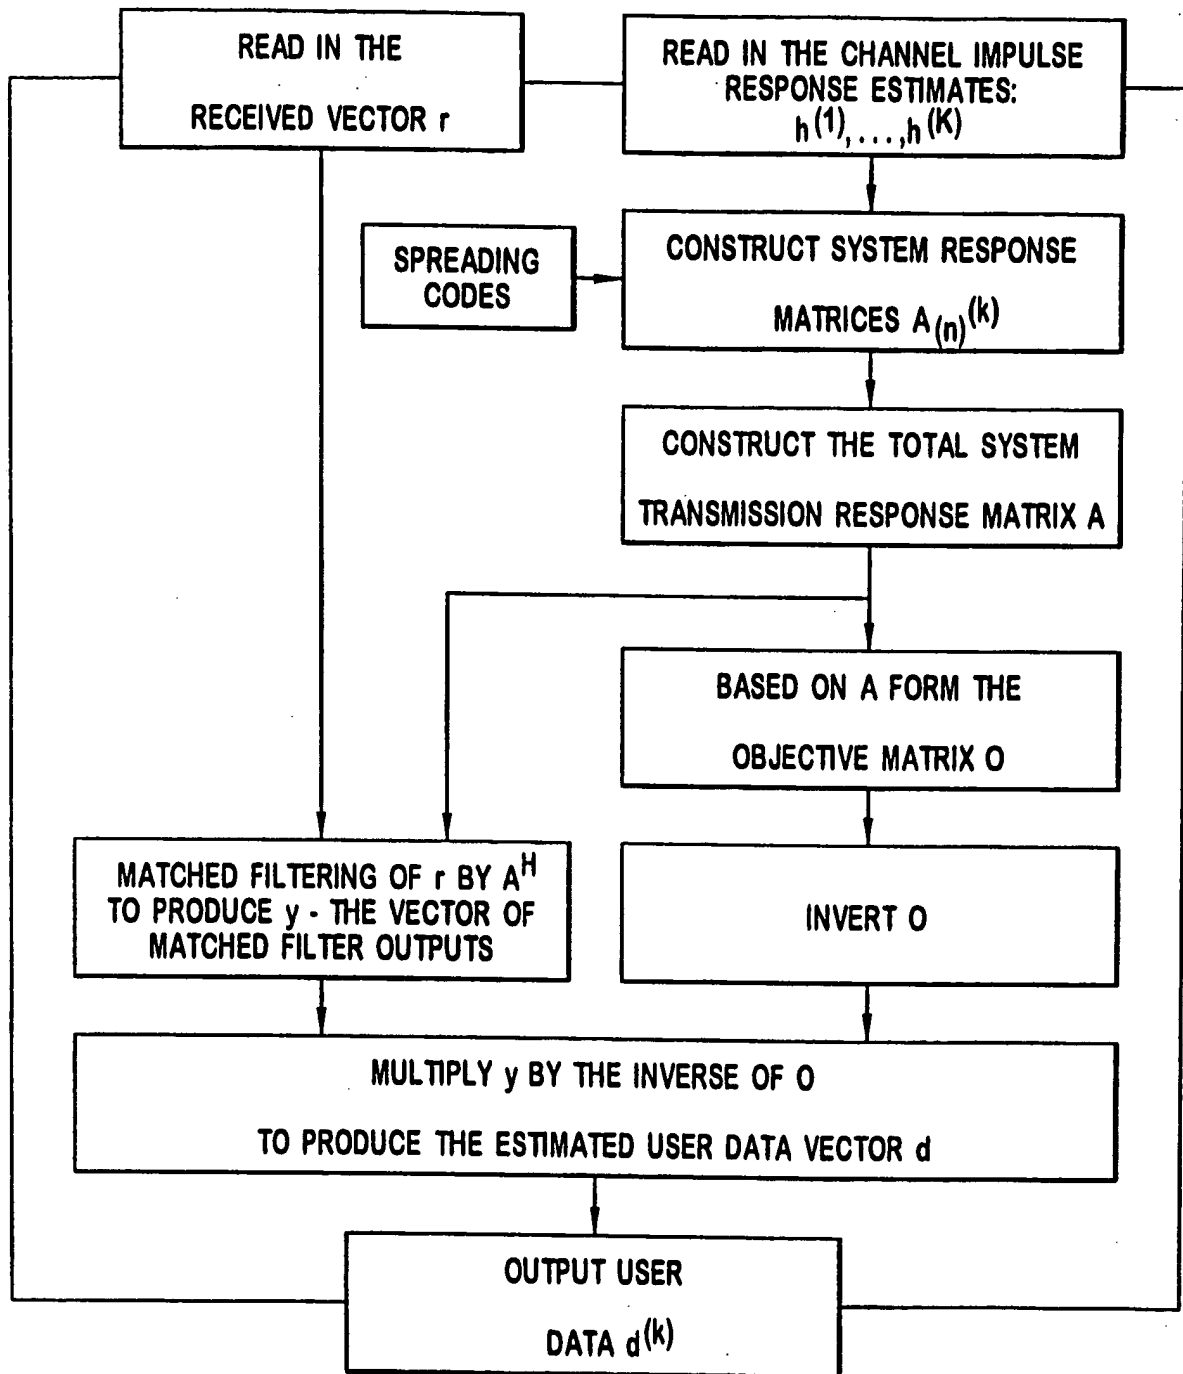 READ IN THE
RECEIVED VECTOR r
READ IN THE CHANNEL IMPULSE
RESPONSE ESTIMATES:
h(1),...,h(K)
SPREADING
CODES
CONSTRUCT SYSTEM RESPONSE
MATRICES A(n)(k)
CONSTRUCT THE TOTAL SYSTEM
TRANSMISSION RESPONSE MATRIX A
BASED ON A FORM THE
OBJECTIVE MATRIX O
MATCHED FILTERING OF r BY AH
TO PRODUCE y - THE VECTOR OF
MATCHED FILTER OUTPUTS
INVERT O
MULTIPLY y BY THE INVERSE OF O
TO PRODUCE THE ESTIMATED USER DATA VECTOR d
OUTPUT USER
DATA d(k)